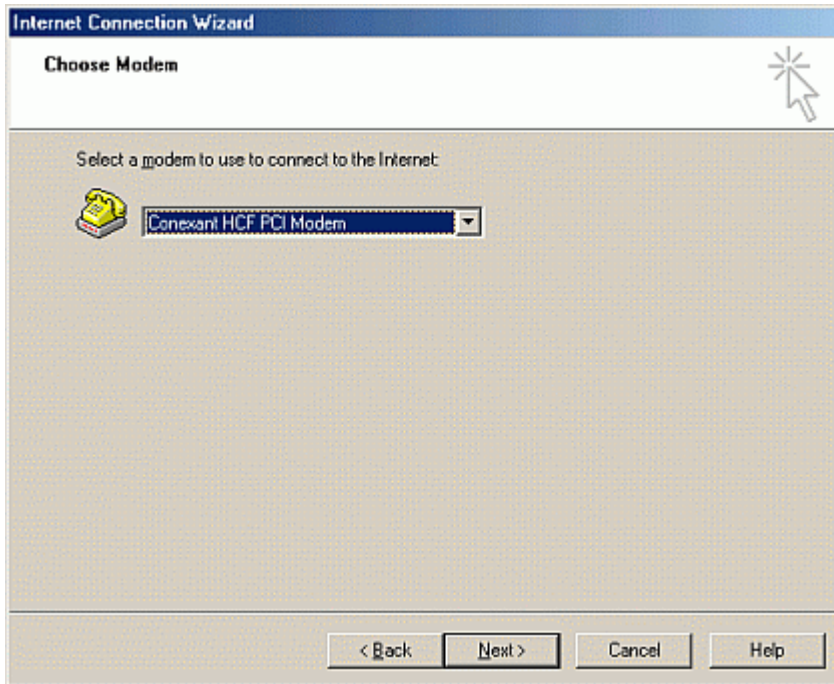 Internet Connection Wizard
Choose Modem
Select a modem to use to connect to the Internet:
Conexant HCF PCI Modem
< Back
Next >
Cancel
Help